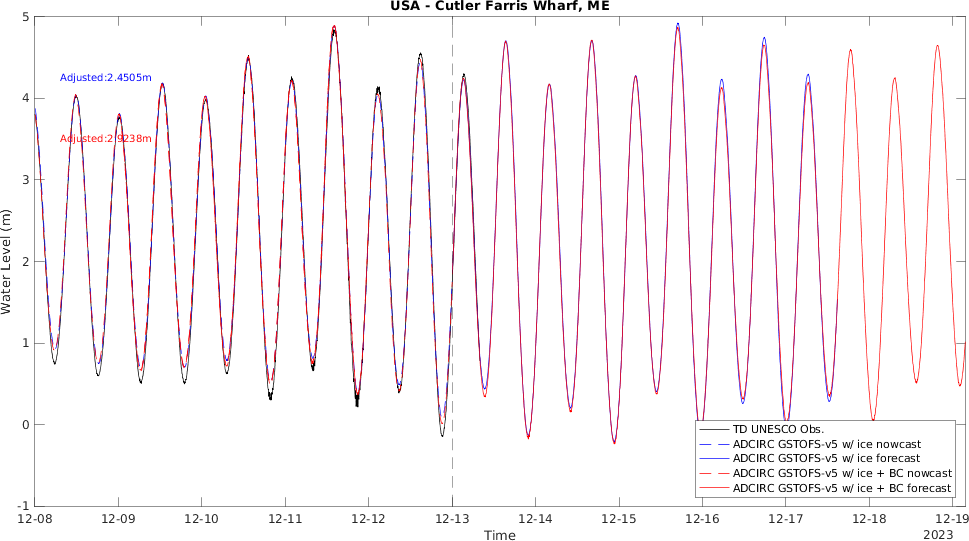 USA - Cutler Farris Wharf, ME
5
4
3
2
1
0
-1
Water Level (m)
Adjusted:2.4505m
Adjusted:2.9238m
TD UNESCO Obs.
ADCIRC GSTOFS-v5 w/ ice nowcast
ADCIRC GSTOFS-v5 w/ ice forecast
ADCIRC GSTOFS-v5 w/ ice + BC nowcast
ADCIRC GSTOFS-v5 w/ ice + BC forecast
12-08 12-09 12-10 12-11 12-12 12-13 12-14 12-15 12-16 12-17 12-18 12-19
Time
2023